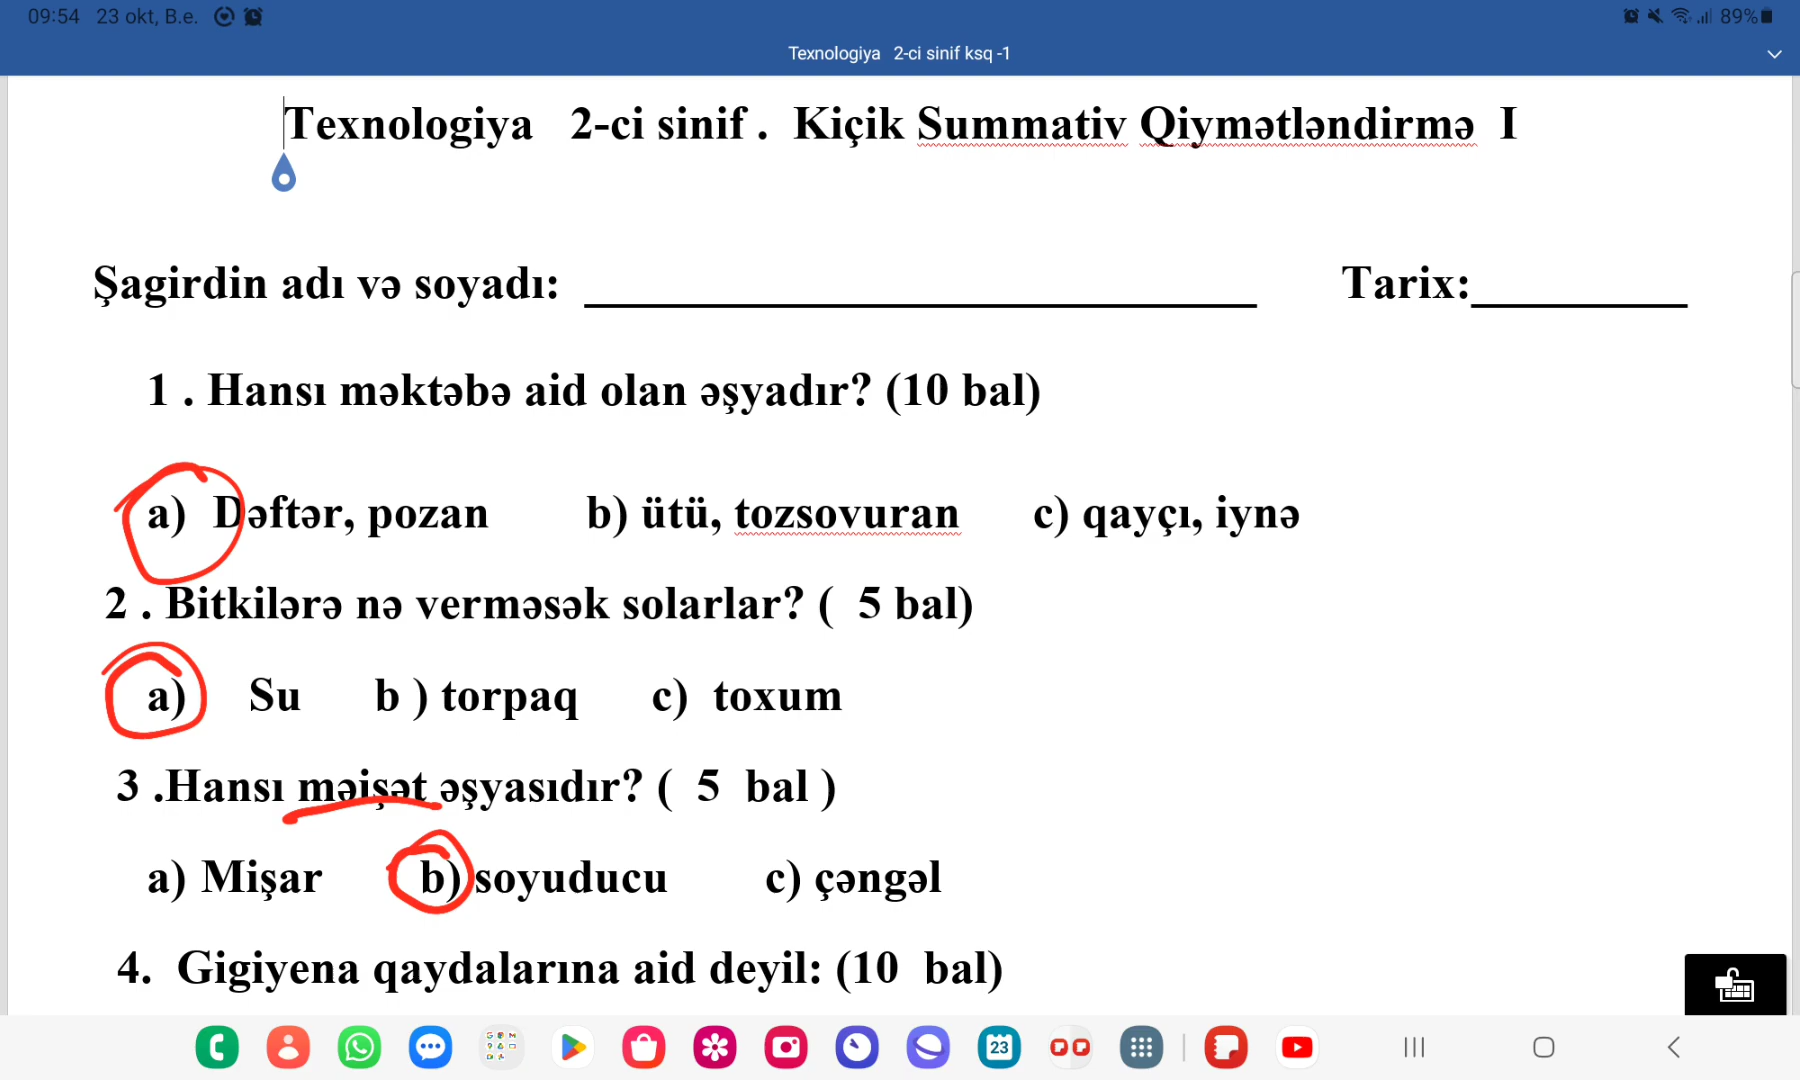 09:54 23 okt, B.e. 89%
Texnologiya 2-ci sinif ksq -1
Texnologiya 2-ci sinif . Kiçik Summativ Qiymətləndirmə I
Şagirdin adı və soyadı: ____________________ Tarix:________
1 . Hansı məktəbə aid olan əşyadır? (10 bal)
a) Dəftər, pozan b) ütü, tozsovuran c) qayçı, iynə
2 . Bitkilərə nə verməsək solarlar? ( 5 bal)
a) Su b ) torpaq c) toxum
3 .Hansı məişət əşyasıdır? ( 5 bal )
a) Mişar b) soyuducu c) çəngəl
4. Gigiyena qaydalarına aid deyil: (10 bal)
23